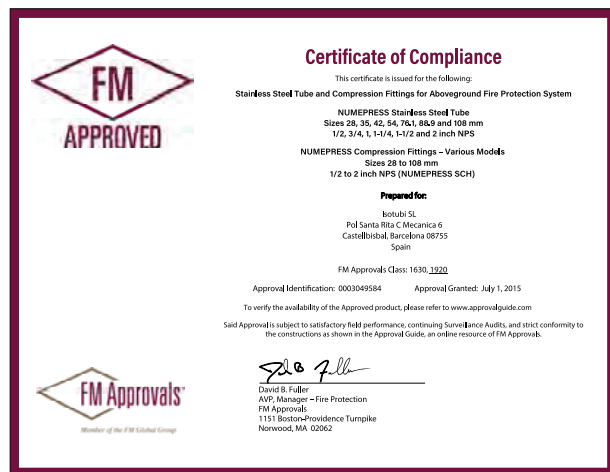 FM
APPROVED
Certificate of Compliance
This certificate is issued for the following:
Stainless Steel Tube and Compression Fittings for Aboveground Fire Protection System
NUMEPRESS Stainless Steel Tube
Sizes 28, 35, 42, 54, 76.1, 88.9 and 108 mm
1/2, 3/4, 1, 1-1/4, 1-1/2 and 2 inch NPS
NUMEPRESS Compression Fittings – Various Models
Sizes 28 to 108 mm
1/2 to 2 inch NPS (NUMEPRESS SCH)
Prepared for:
Isotubi SL
Pol Santa Rita C Mecanica 6
Castellbisbal, Barcelona 08755
Spain
FM Approvals Class: 1630, 1920
Approval Identification: 0003049584 Approval Granted: July 1, 2015
To verify the availability of the Approved product, please refer to www.approvalguide.com
Said Approval is subject to satisfactory field performance, continuing Surveillance Audits, and strict conformity to
the constructions as shown in the Approval Guide, an online resource of FM Approvals.
David B. Fuller
AVP, Manager – Fire Protection
FM Approvals
1151 Boston-Providence Turnpike
Norwood, MA 02062
FM Approvals
Member of the FM Global Group